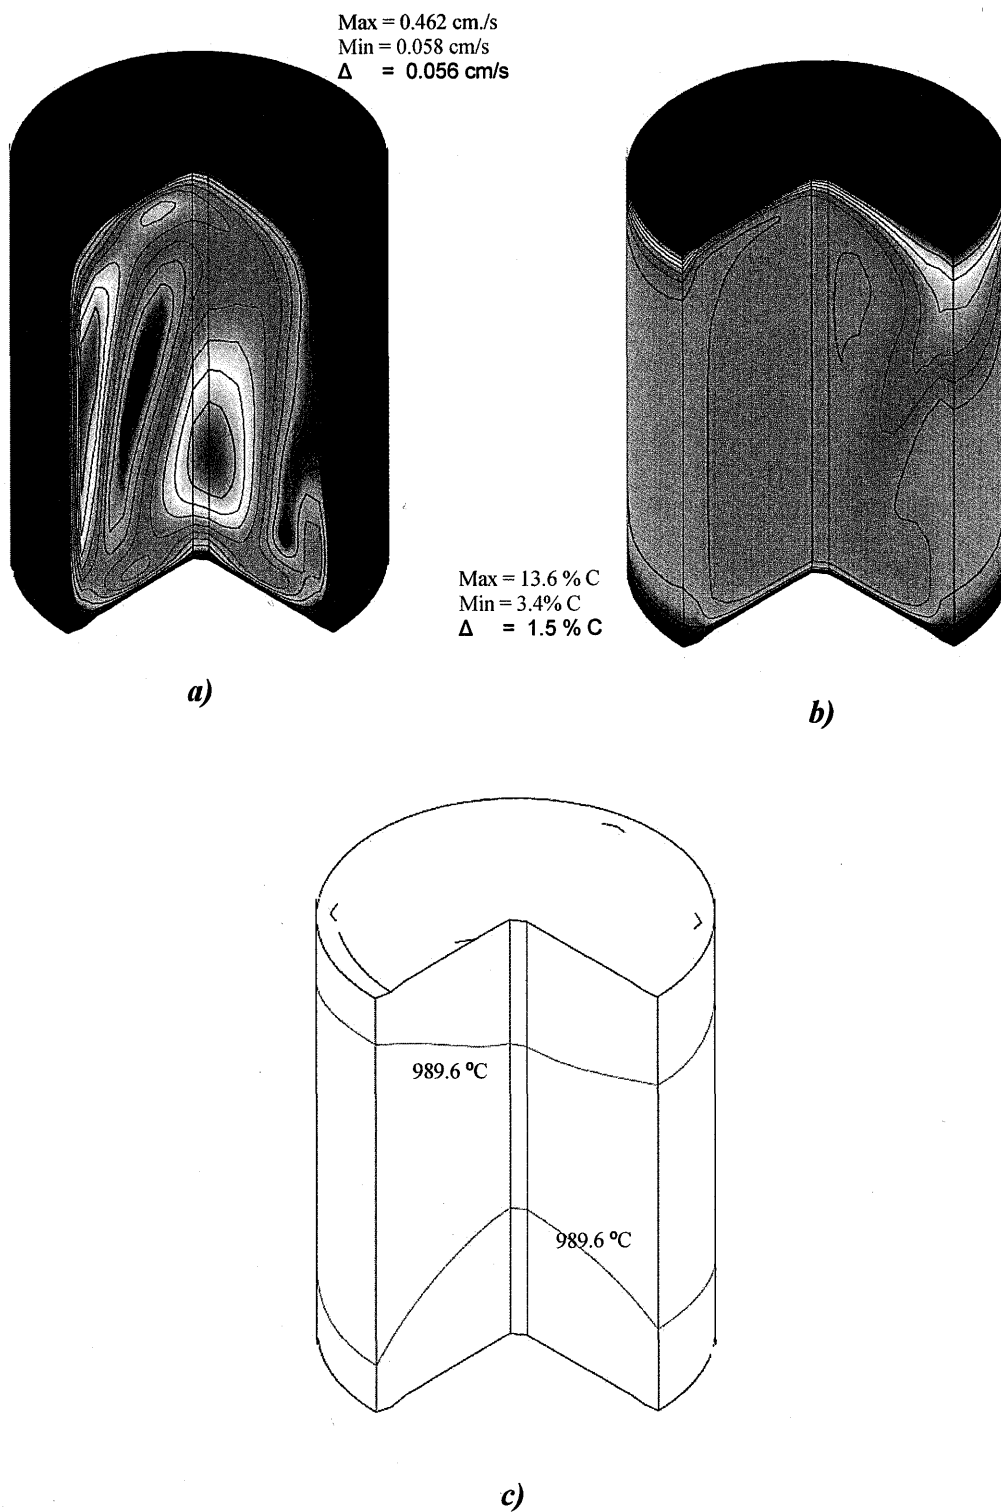 Max = 0.462 cm./s
Min = 0.058 cm/s
Δ = 0.056 cm/s
Max = 13.6 % C
Min = 3.4% C
Δ = 1.5 % C
a)
b)
989.6 ºC
989.6 ºC
c)